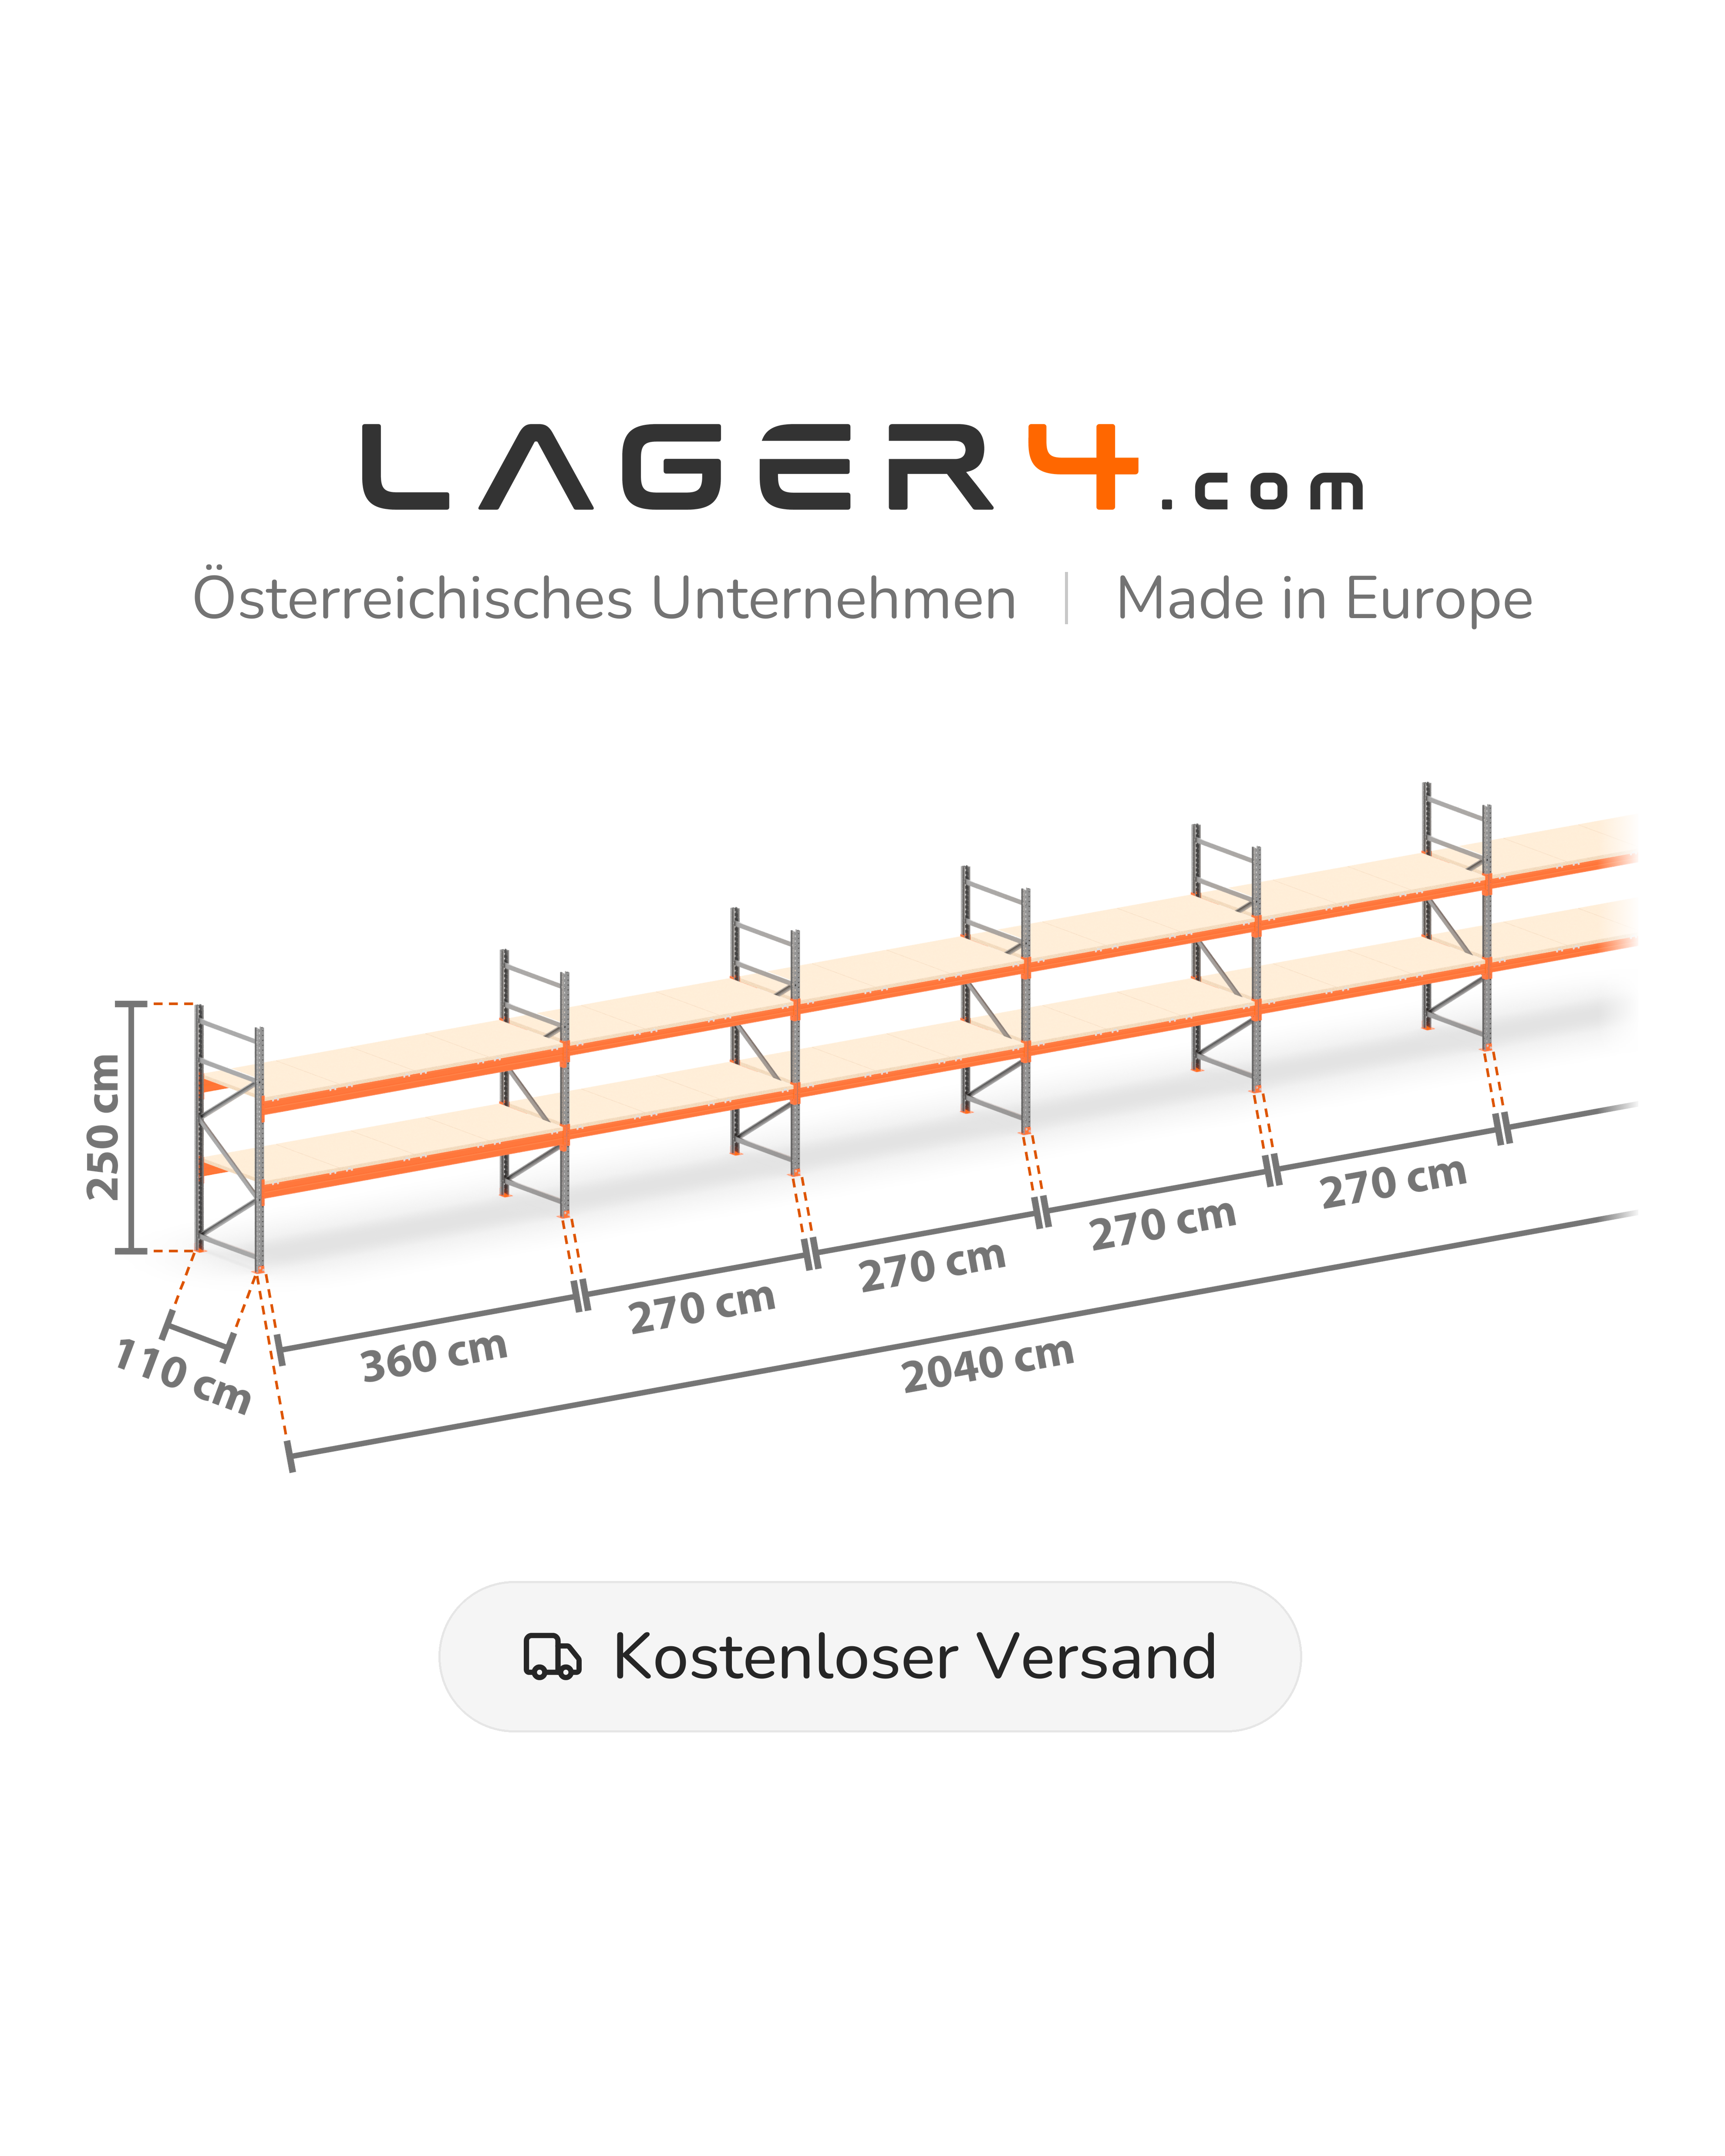 LAGER4.com
Österreichisches Unternehmen | Made in Europe
250 cm
110 cm
360 cm
270 cm
270 cm
270 cm
270 cm
2040 cm
Kostenloser Versand